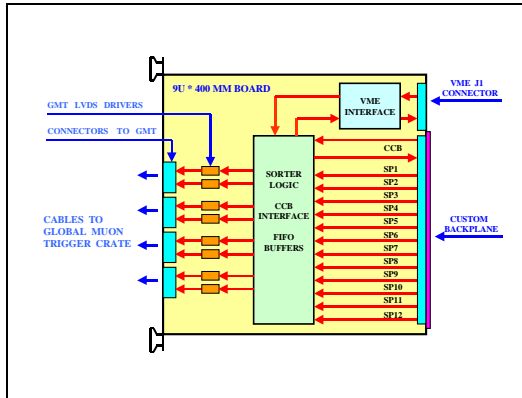 9U * 400 MM BOARD
VME J1
CONNECTOR
GMT LVDS DRIVERS
VME
INTERFACE
CONNECTORS TO GMT
CCB
SP1
SORTER
LOGIC
CCB
INTERFACE
FIFO
BUFFERS
SP2
SP3
SP4
SP5
SP6
SP7
SP8
SP9
SP10
SP11
SP12
CABLES TO
GLOBAL MUON
TRIGGER CRATE
CUSTOM
BACKPLANE